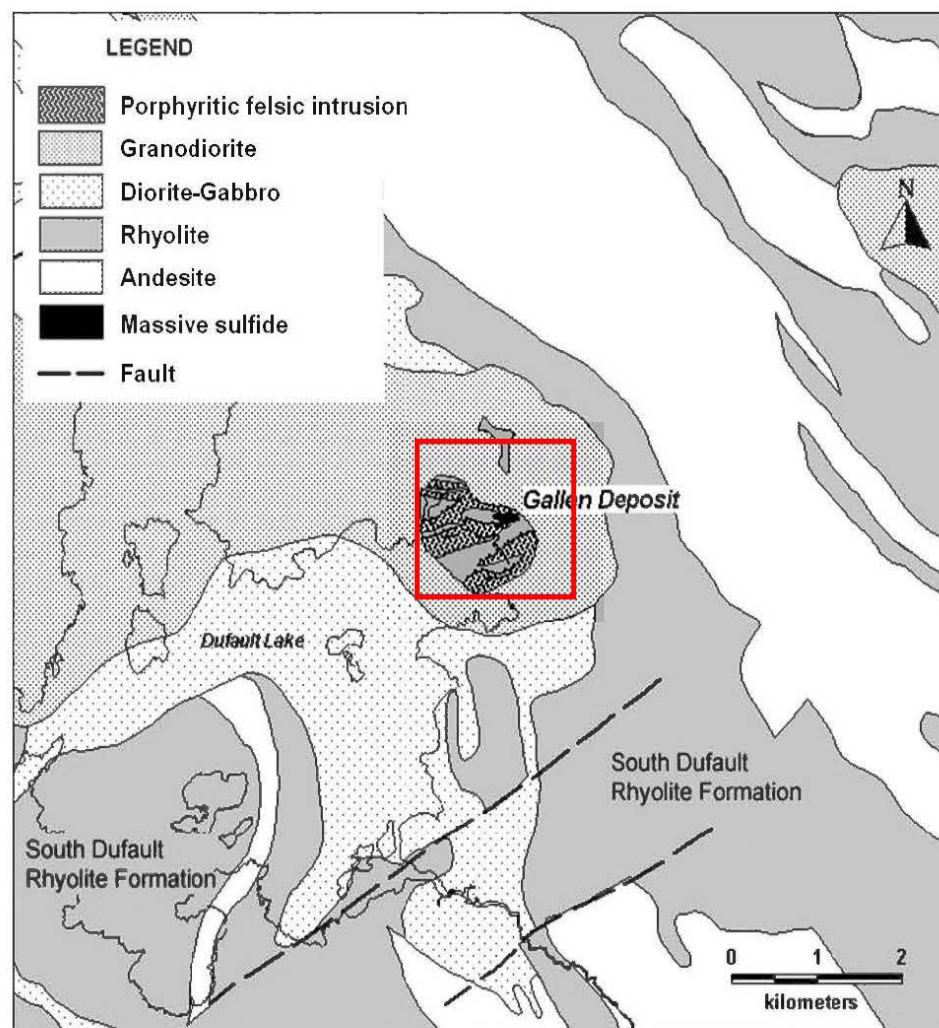 LEGEND
Porphyritic felsic intrusion
Granodiorite
Diorite-Gabbro
Rhyolite
Andesite
Massive sulfide
Fault
N
Gallen Deposit
Dufault Lake
South Dufault
Rhyolite Formation
South Dufault
Rhyolite Formation
0 1 2
kilometers